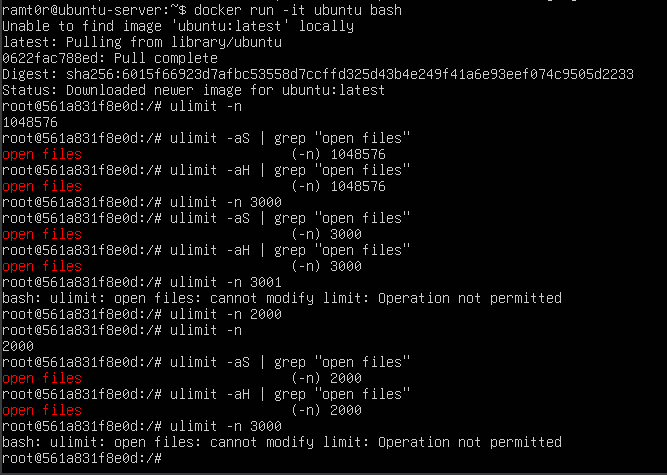 ramt0r@ubuntu-server:~$ docker run -it ubuntu bash
Unable to find image 'ubuntu:latest' locally
latest: Pulling from library/ubuntu
0622fac788ed: Pull complete
Digest: sha256:6015f66923d7afbc53558d7ccffd325d43b4e249f41a6e93eef074c9505d2233
Status: Downloaded newer image for ubuntu:latest
root@561a831f8e0d:/# ulimit -n
1048576
root@561a831f8e0d:/# ulimit -aS | grep "open files"
open files                          (-n) 1048576
root@561a831f8e0d:/# ulimit -aH | grep "open files"
open files                          (-n) 1048576
root@561a831f8e0d:/# ulimit -n 3000
root@561a831f8e0d:/# ulimit -aS | grep "open files"
open files                          (-n) 3000
root@561a831f8e0d:/# ulimit -aH | grep "open files"
open files                          (-n) 3000
root@561a831f8e0d:/# ulimit -n 3001
bash: ulimit: open files: cannot modify limit: Operation not permitted
root@561a831f8e0d:/# ulimit -n 2000
root@561a831f8e0d:/# ulimit -n
2000
root@561a831f8e0d:/# ulimit -aS | grep "open files"
open files                          (-n) 2000
root@561a831f8e0d:/# ulimit -aH | grep "open files"
open files                          (-n) 2000
root@561a831f8e0d:/# ulimit -n 3000
bash: ulimit: open files: cannot modify limit: Operation not permitted
root@561a831f8e0d:/#